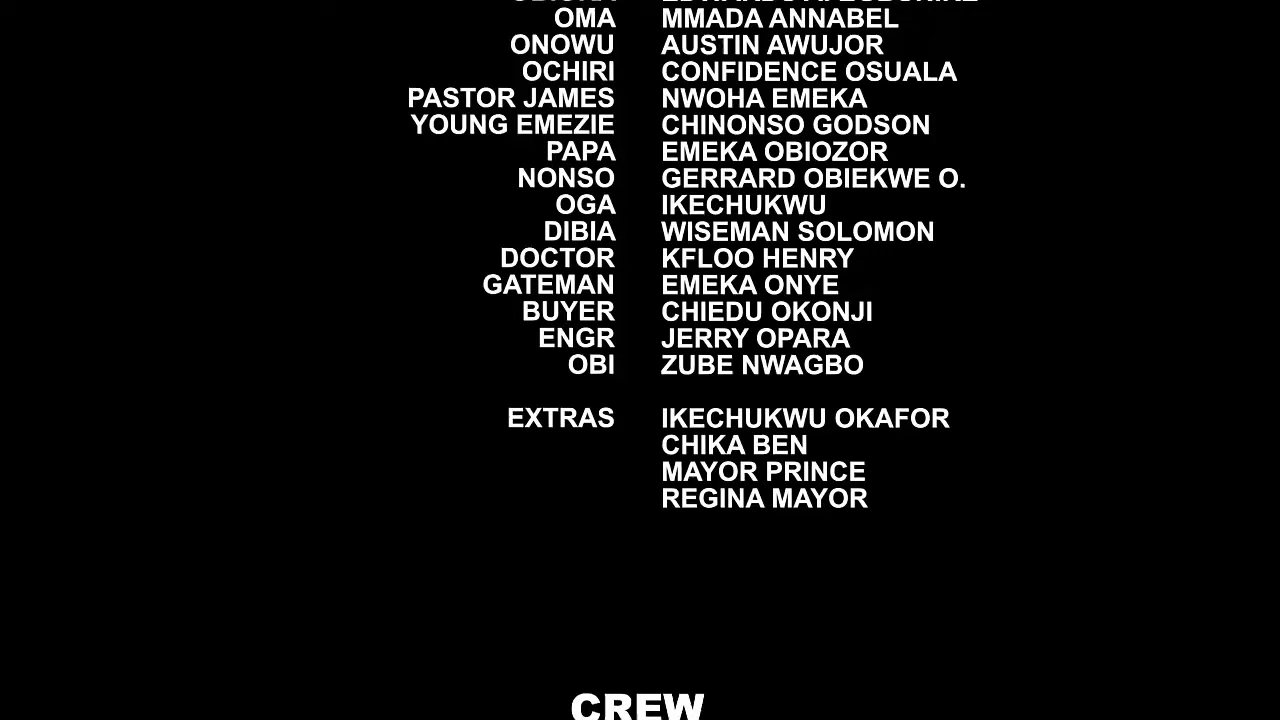 OMA MMADA ANNABEL
ONOWU AUSTIN AWUJOR
OCHIRI CONFIDENCE OSUALA
PASTOR JAMES NWOHA EMEKA
YOUNG EMEZIE CHINONSO GODSON
PAPA EMEKA OBIOZOR
NONSO GERRARD OBIEKWE O.
OGA IKECHUKWU
DIBIA WISEMAN SOLOMON
DOCTOR KFLOO HENRY
GATEMAN EMEKA ONYE
BUYER CHIEDU OKONJI
ENGR JERRY OPARA
OBI ZUBE NWAGBO
EXTRAS IKECHUKWU OKAFOR
CHIKA BEN
MAYOR PRINCE
REGINA MAYOR
CREW